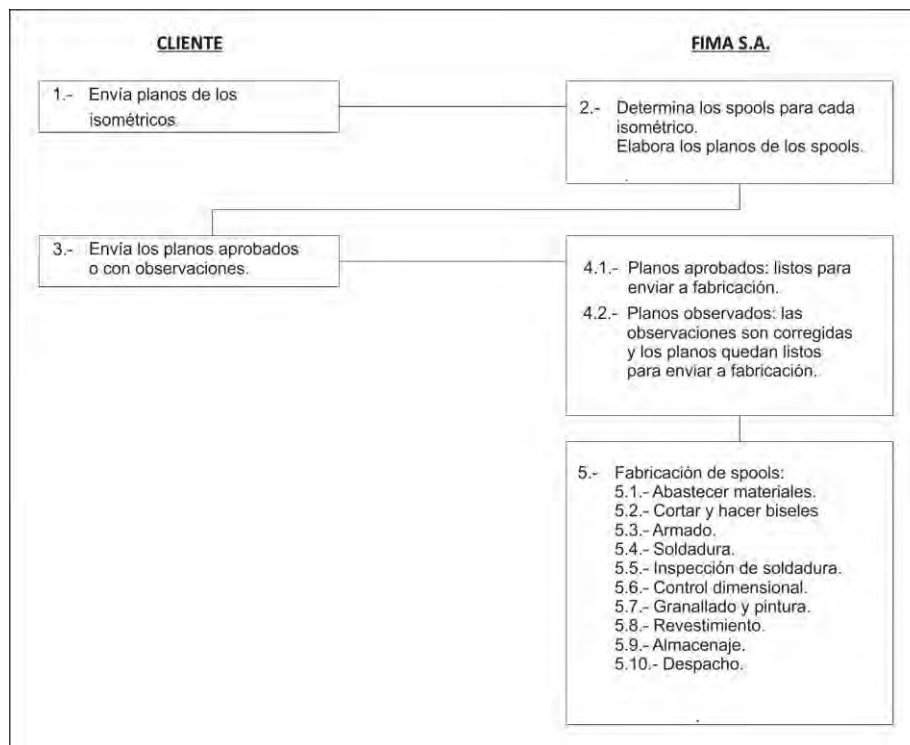 CLIENTE
FIMA S.A.
1.- Envía planos de los
isométricos.
2.- Determina los spools para cada
isométrico.
Elabora los planos de los spools.
3.- Envía los planos aprobados
o con observaciones.
4.1.- Planos aprobados: listos para
enviar a fabricación.
4.2.- Planos observados: las
observaciones son corregidas
y los planos quedan listos
para enviar a fabricación.
5.- Fabricación de spools:
5.1.- Abastecer materiales.
5.2.- Cortar y hacer biseles
5.3.- Armado.
5.4.- Soldadura.
5.5.- Inspección de soldadura.
5.6.- Control dimensional.
5.7.- Granallado y pintura.
5.8.- Revestimiento.
5.9.- Almacenaje.
5.10.- Despacho.